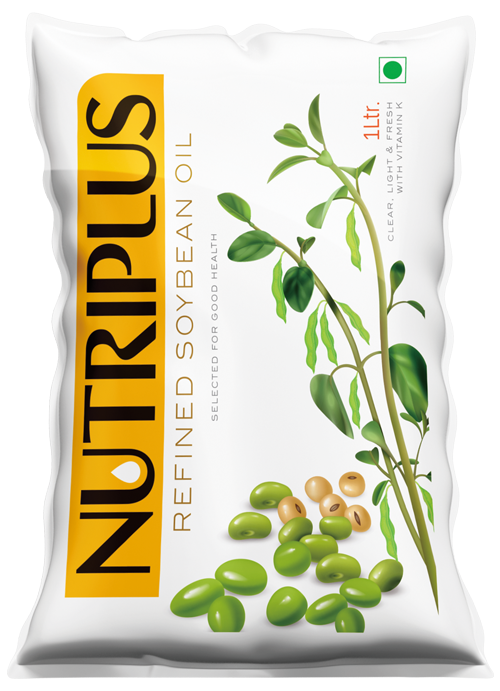 NUTRIPLUS
REFINED SOYBEAN OIL
SELECTED FOR GOOD HEALTH
1Ltr.
CLEAR, LIGHT & FRESH
WITH VITAMIN K